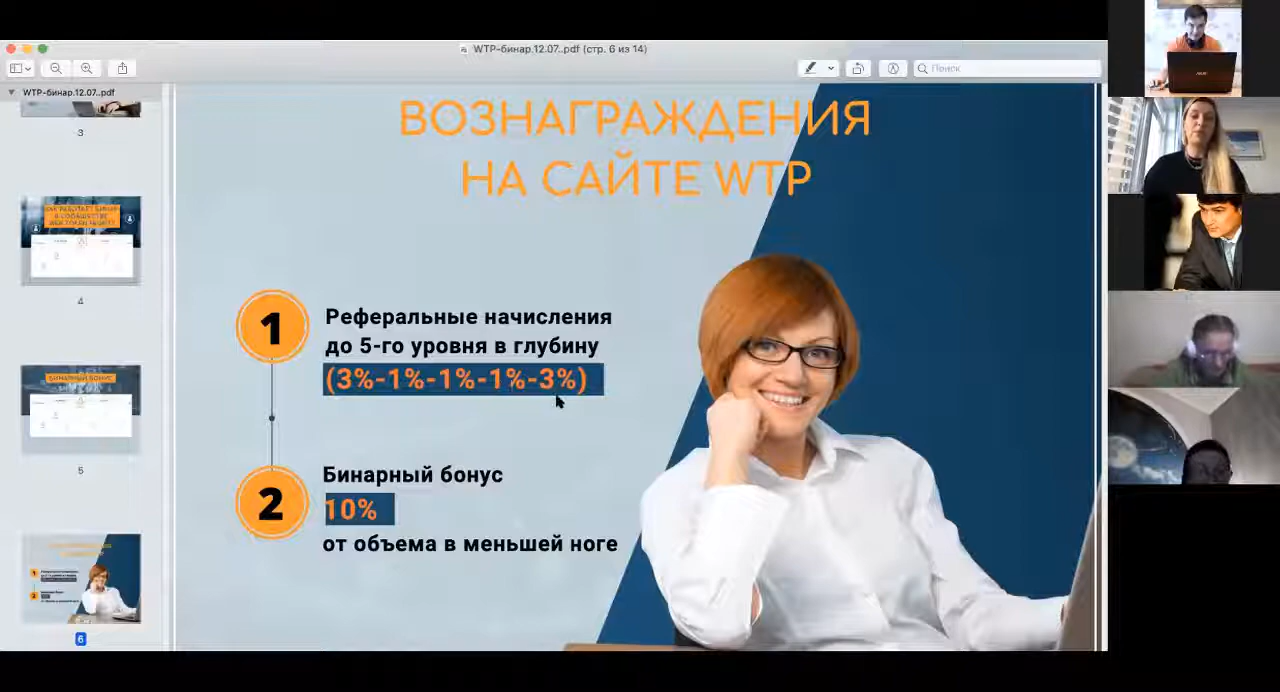 WTP-бинар.12.07..pdf (стр. 6 из 14)
Поиск
WTP-бинар.12.07..pdf
3
4
БИНАРНЫЙ БОНУС
5
6
ВОЗНАГРАЖДЕНИЯ
НА САЙТЕ WTP
1
Реферальные начисления
до 5-го уровня в глубину
(3%-1%-1%-1%-3%)
2
Бинарный бонус
10%
от объема в меньшей ноге